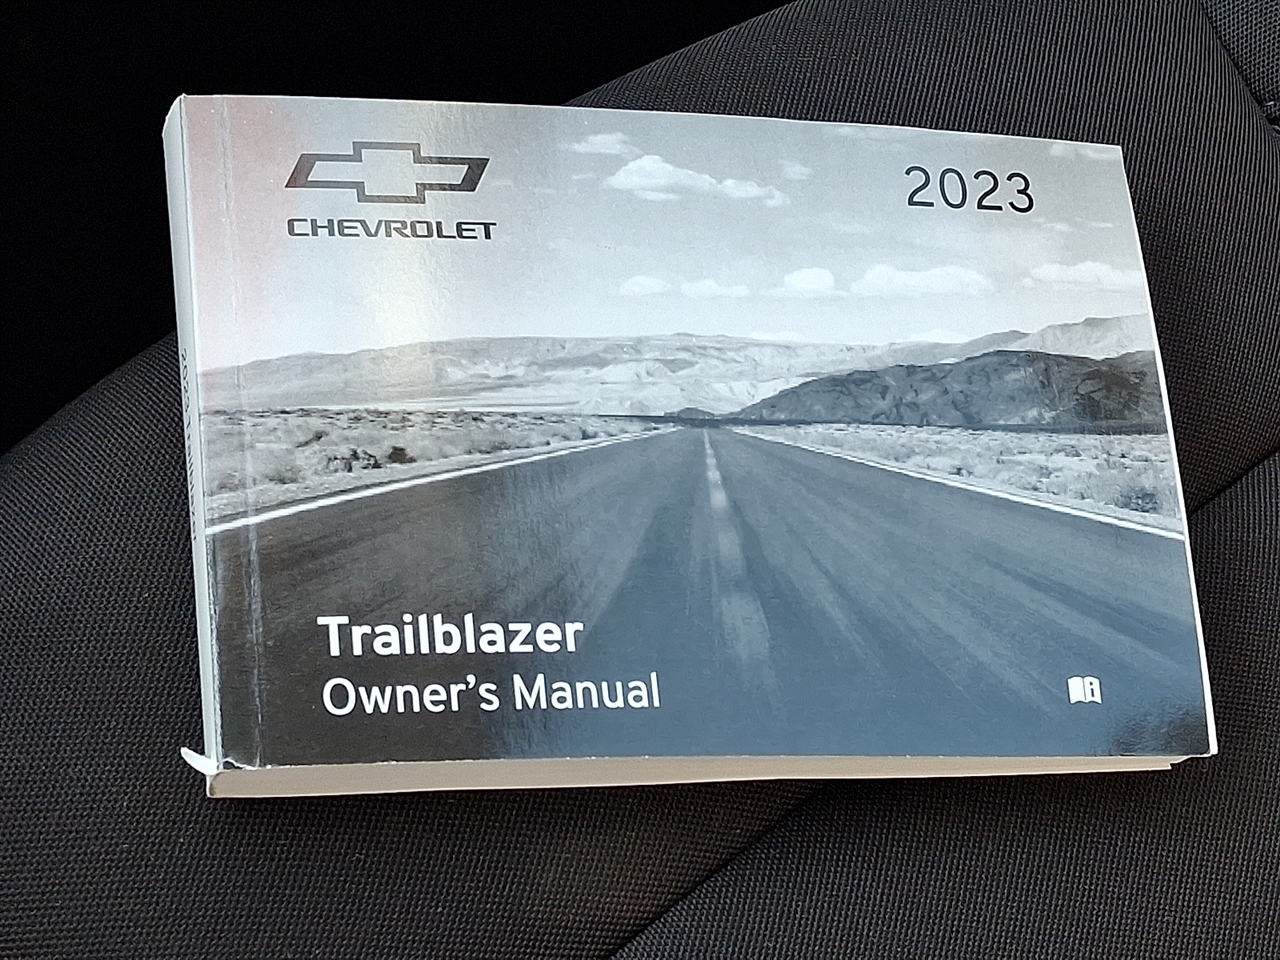 CHEVROLET
2023
Trailblazer
Owner's Manual